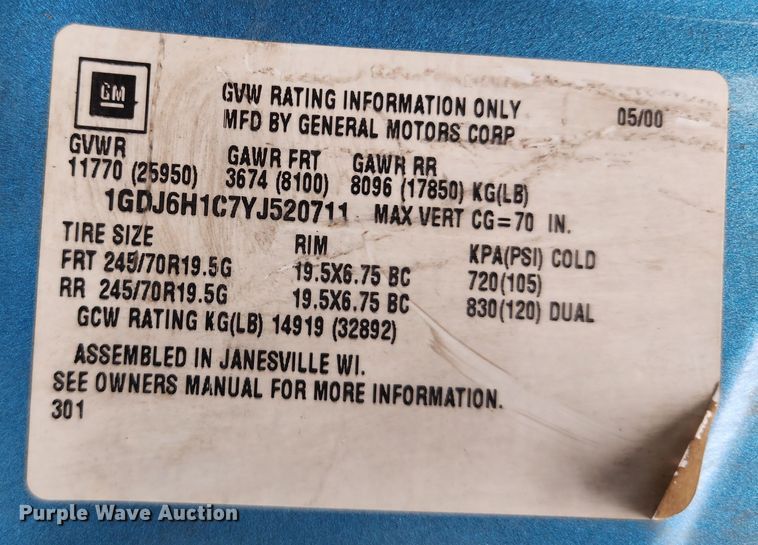 GM
GVW RATING INFORMATION ONLY 05/00
MFD BY GENERAL MOTORS CORP
GVWR GAWR FRT GAWR RR
11770 (25950) 3674 (8100) 8096 (17850) KG(LB)
1GDJ6H1C7YJ520711 MAX VERT CG=70 IN.
TIRE SIZE RIM KPA(PSI) COLD
FRT 245/70R19.5G 19.5X6.75 BC 720(105)
RR 245/70R19.5G 19.5X6.75 BC 830(120) DUAL
GCW RATING KG(LB) 14919 (32892)
ASSEMBLED IN JANESVILLE WI.
SEE OWNERS MANUAL FOR MORE INFORMATION.
301
Purple Wave Auction